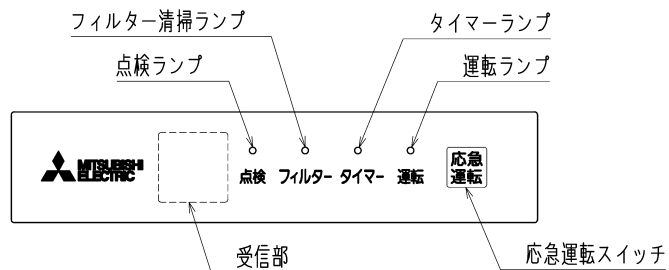 フィルター清掃ランプ
タイマーランプ
点検ランプ
運転ランプ
MITSUBISHI
ELECTRIC
点検 フィルター タイマー 運転
応急
運転
受信部
応急運転スイッチ